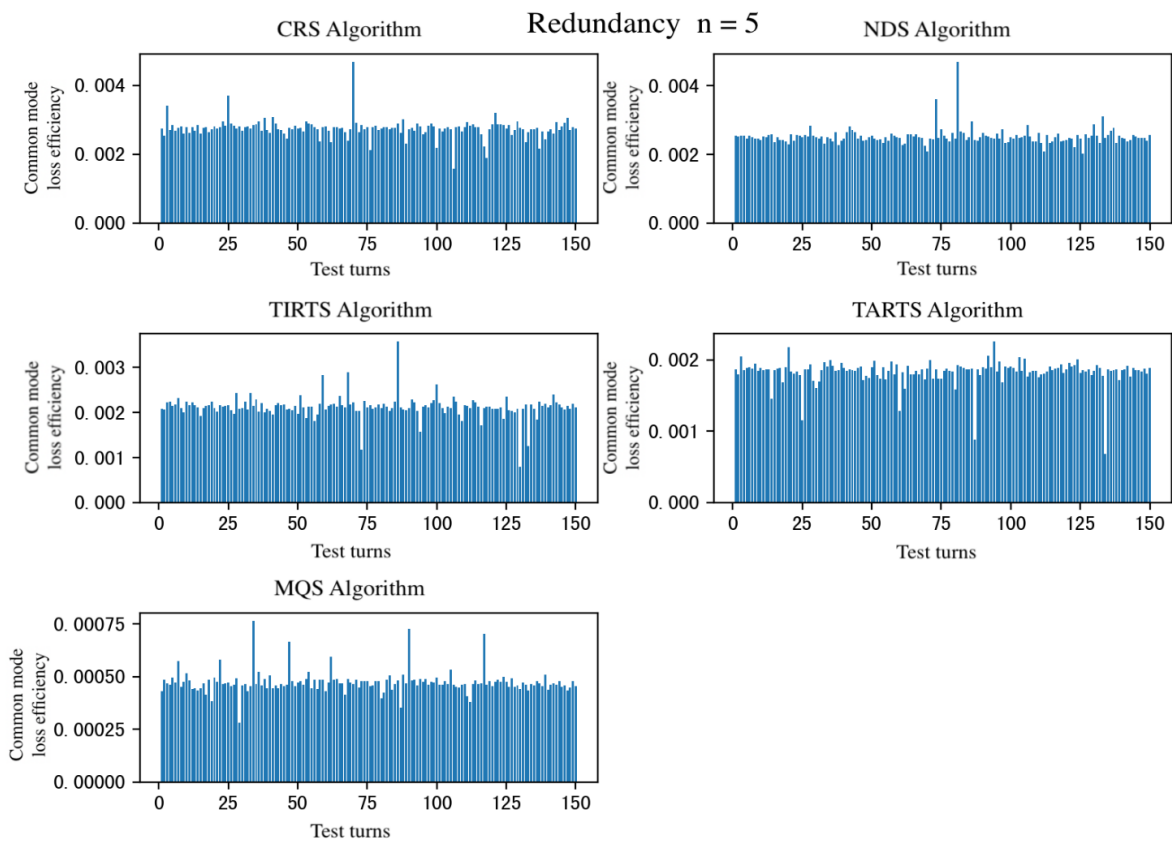 Redundancy n = 5
CRS Algorithm
Common mode
loss efficiency
0. 004
0. 002
0. 000
0 25 50 75 100 125 150
Test turns
NDS Algorithm
Common mode
loss efficiency
0. 004
0. 002
0. 000
0 25 50 75 100 125 150
Test turns
TIRTS Algorithm
Common mode
loss efficiency
0. 003
0. 002
0. 001
0. 000
0 25 50 75 100 125 150
Test turns
TARTS Algorithm
Common mode
loss efficiency
0. 002
0. 001
0. 000
0 25 50 75 100 125 150
Test turns
MQS Algorithm
Common mode
loss efficiency
0. 00075
0. 00050
0. 00025
0. 00000
0 25 50 75 100 125 150
Test turns